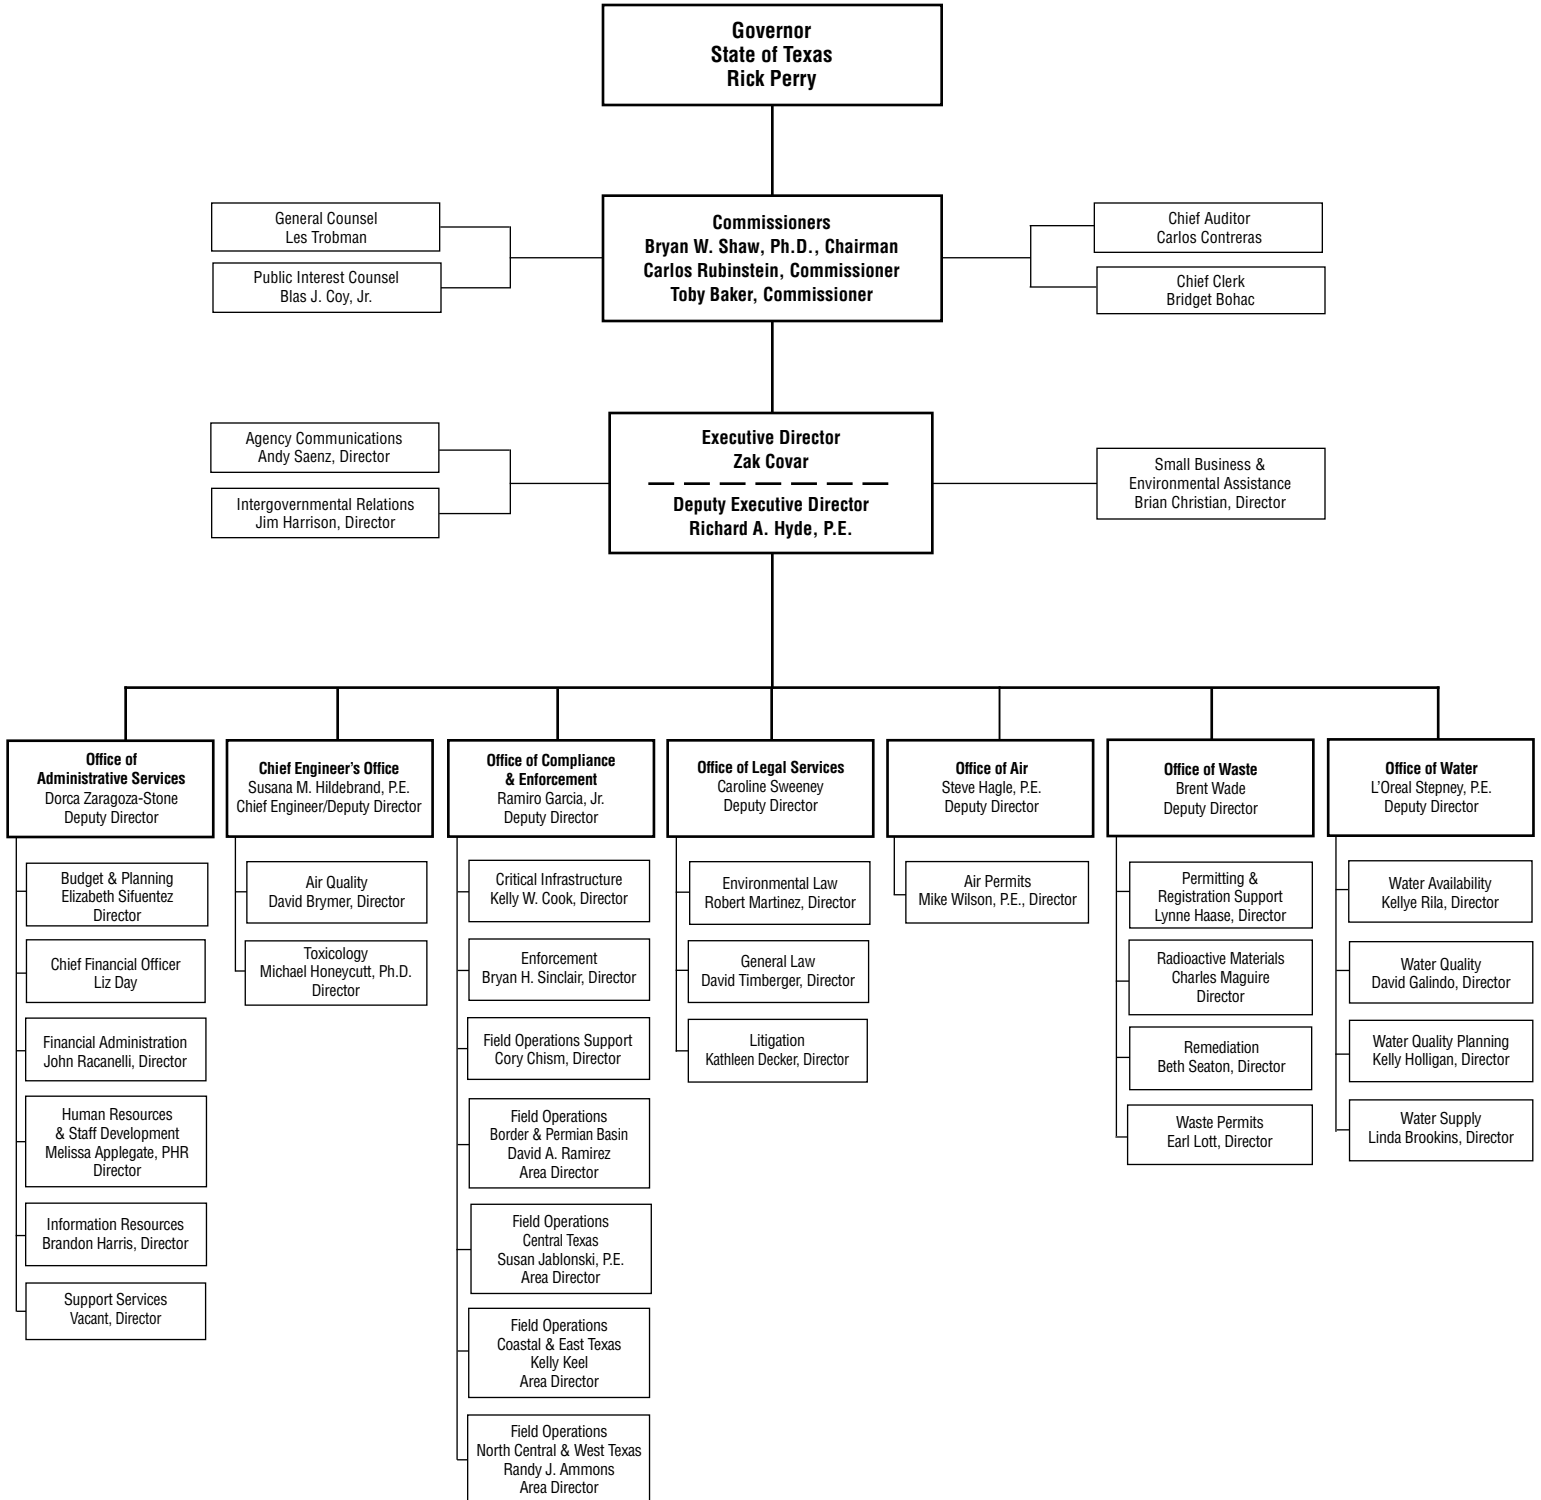 Governor
State of Texas
Rick Perry
General Counsel
Les Trobman
Public Interest Counsel
Blas J. Coy, Jr.
Commissioners
Bryan W. Shaw, Ph.D., Chairman
Carlos Rubinstein, Commissioner
Toby Baker, Commissioner
Chief Auditor
Carlos Contreras
Chief Clerk
Bridget Bohac
Agency Communications
Andy Saenz, Director
Intergovernmental Relations
Jim Harrison, Director
Executive Director
Zak Covar
Deputy Executive Director
Richard A. Hyde, P.E.
Small Business &
Environmental Assistance
Brian Christian, Director
Office of
Administrative Services
Dorca Zaragoza-Stone
Deputy Director
Budget & Planning
Elizabeth Sifuentez
Director
Chief Financial Officer
Liz Day
Financial Administration
John Racanelli, Director
Human Resources
& Staff Development
Melissa Applegate, PHR
Director
Information Resources
Brandon Harris, Director
Support Services
Vacant, Director
Chief Engineer’s Office
Susana M. Hildebrand, P.E.
Chief Engineer/Deputy Director
Air Quality
David Brymer, Director
Toxicology
Michael Honeycutt, Ph.D.
Director
Office of Compliance
& Enforcement
Ramiro Garcia, Jr.
Deputy Director
Critical Infrastructure
Kelly W. Cook, Director
Enforcement
Bryan H. Sinclair, Director
Field Operations Support
Cory Chism, Director
Field Operations
Border & Permian Basin
David A. Ramirez
Area Director
Field Operations
Central Texas
Susan Jablonski, P.E.
Area Director
Field Operations
Coastal & East Texas
Kelly Keel
Area Director
Field Operations
North Central & West Texas
Randy J. Ammons
Area Director
Office of Legal Services
Caroline Sweeney
Deputy Director
Environmental Law
Robert Martinez, Director
General Law
David Timberger, Director
Litigation
Kathleen Decker, Director
Office of Air
Steve Hagle, P.E.
Deputy Director
Air Permits
Mike Wilson, P.E., Director
Office of Waste
Brent Wade
Deputy Director
Permitting &
Registration Support
Lynne Haase, Director
Radioactive Materials
Charles Maguire
Director
Remediation
Beth Seaton, Director
Waste Permits
Earl Lott, Director
Office of Water
L’Oreal Stepney, P.E.
Deputy Director
Water Availability
Kellye Rila, Director
Water Quality
David Galindo, Director
Water Quality Planning
Kelly Holligan, Director
Water Supply
Linda Brookins, Director